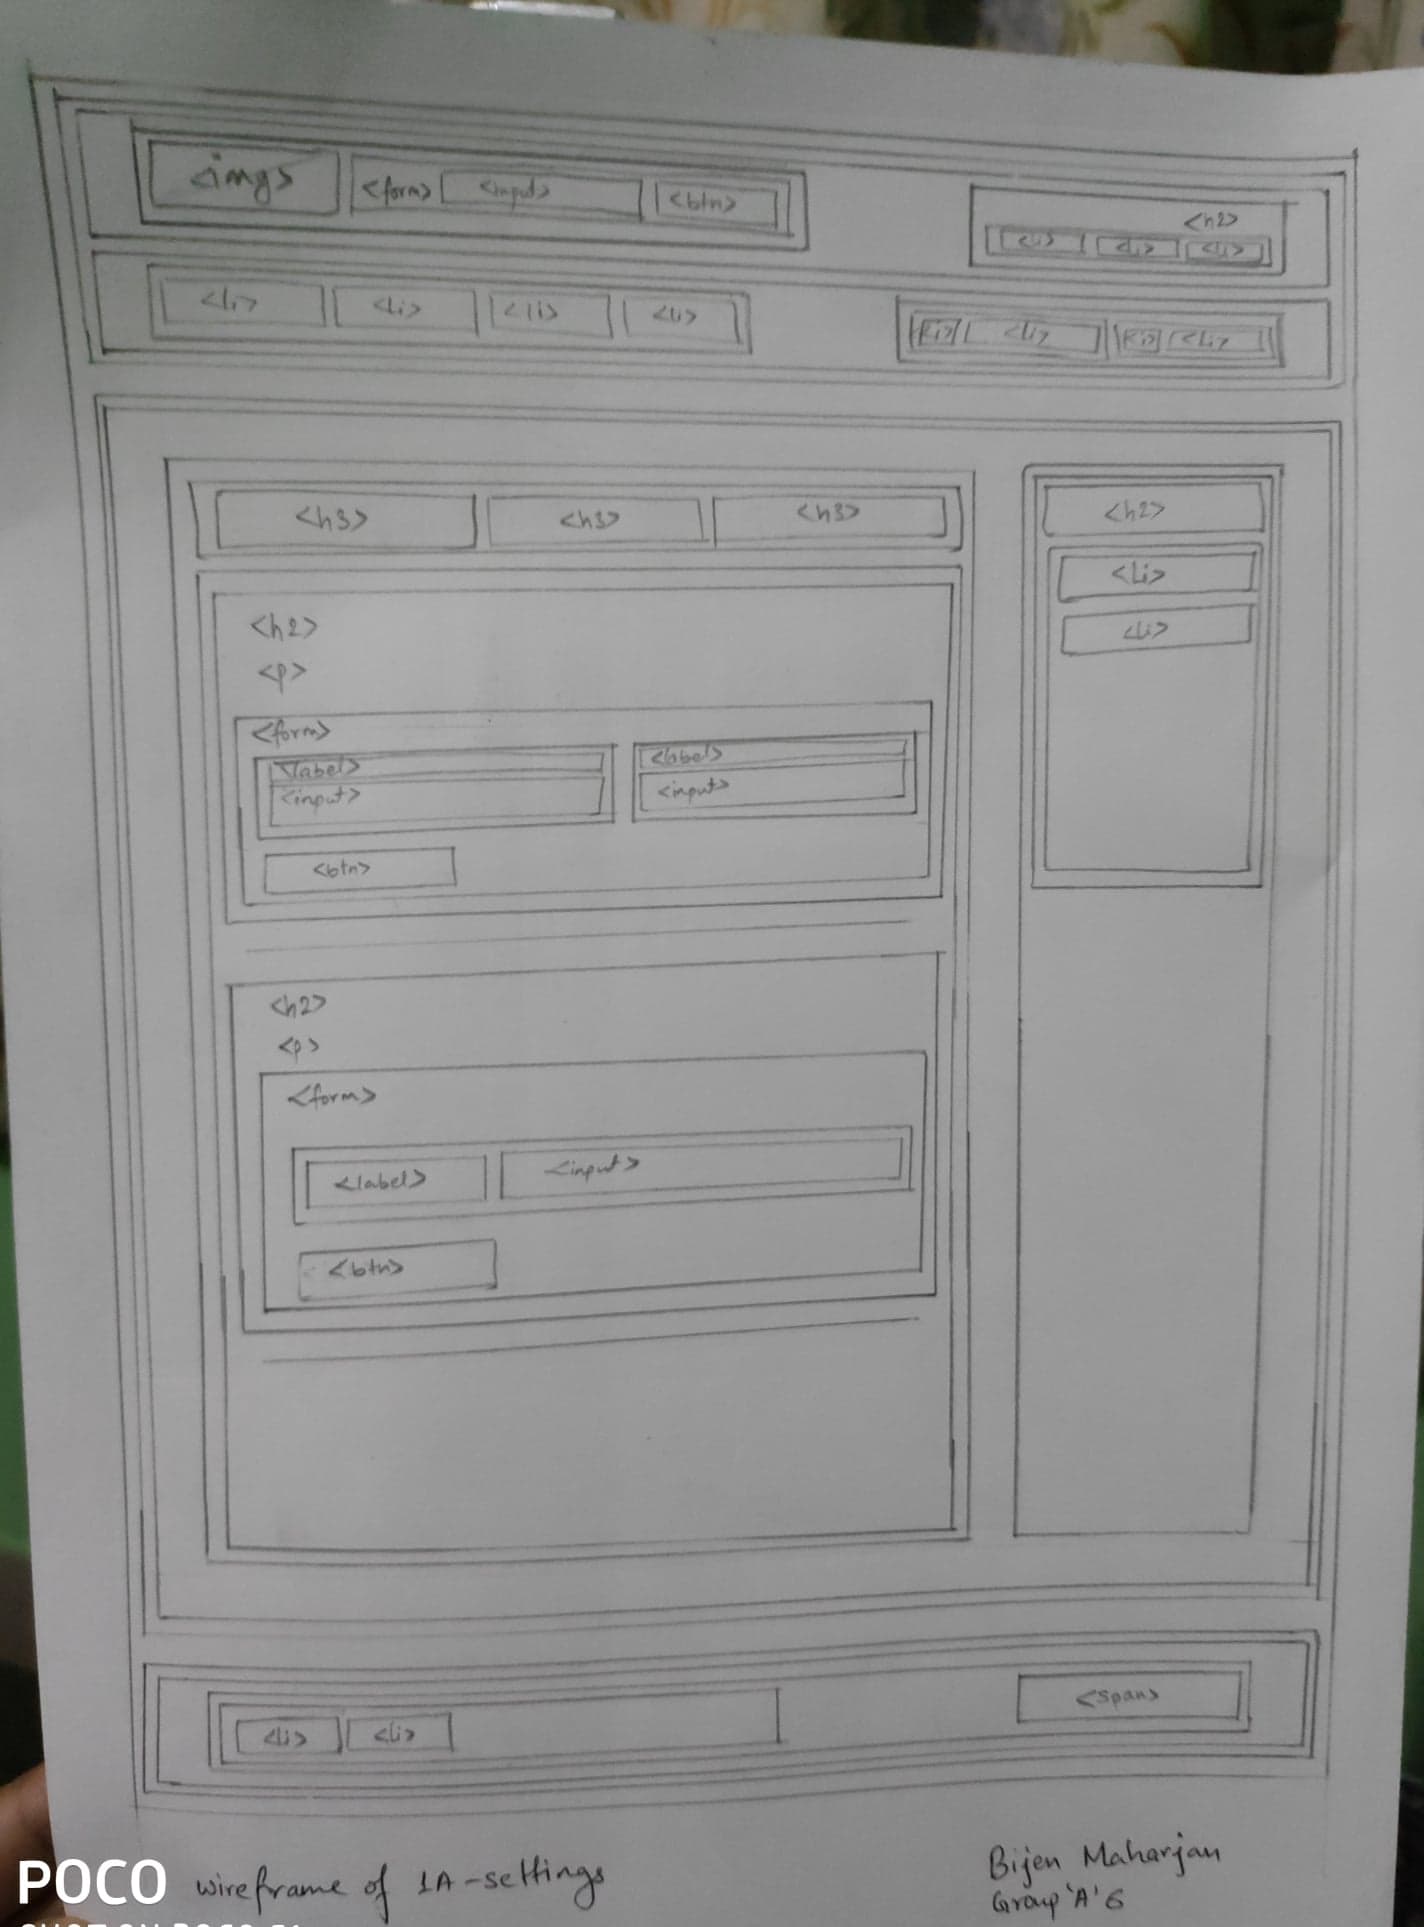 <img>
<form> <input> <btn>
<h2>
<li> <li> <li>
<li> <li> <li> <li>
<li> <li> <li> <li>
<h3> <h3> <h3>
<h2>
<p>
<form>
<label>
<input>
<label>
<input>
<btn>
<h2>
<p>
<form>
<label> <input>
<btn>
<h2>
<li>
<li>
<li> <li>
<span>
wireframe of 1A-settings
Bijen Maharjan
Group 'A' 6
POCO